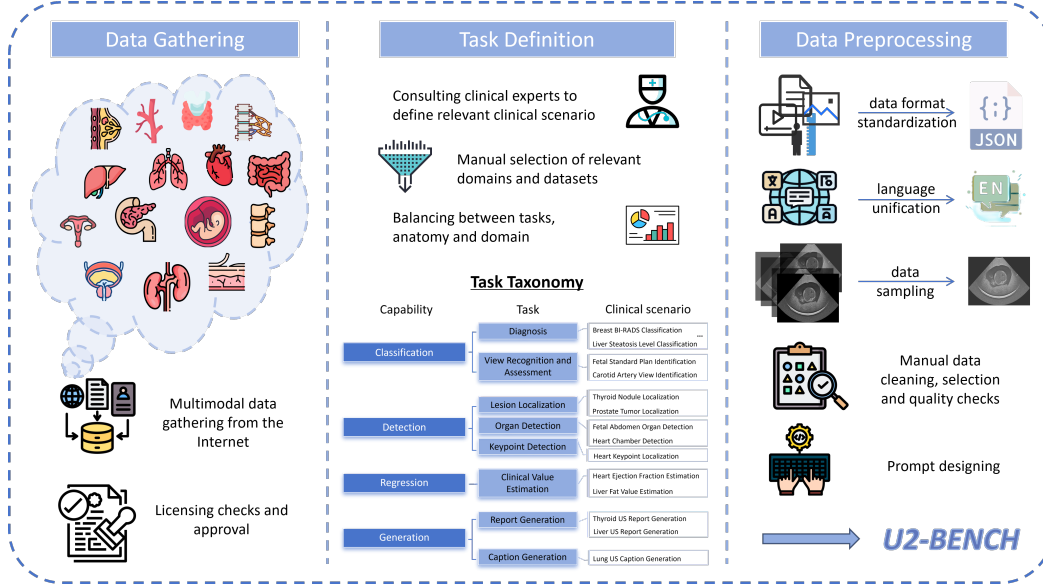 Data Gathering
Multimodal data
gathering from the
Internet
Licensing checks and
approval
Task Definition
Consulting clinical experts to
define relevant clinical scenario
Manual selection of relevant
domains and datasets
Balancing between tasks,
anatomy and domain
Task Taxonomy
Capability
Task
Clinical scenario
Classification
Diagnosis
Breast BI-RADS Classification
...
Liver Steatosis Level Classification
View Recognition and
Assessment
Fetal Standard Plan Identification
Carotid Artery View Identification
Detection
Lesion Localization
Thyroid Nodule Localization
Prostate Tumor Localization
Organ Detection
Fetal Abdomen Organ Detection
Heart Chamber Detection
Keypoint Detection
Heart Keypoint Localization
Regression
Clinical Value
Estimation
Heart Ejection Fraction Estimation
Liver Fat Value Estimation
Generation
Report Generation
Thyroid US Report Generation
Liver US Report Generation
Caption Generation
Lung US Caption Generation
Data Preprocessing
data format
standardization
{;}
JSON
文
A
language
unification
EN
data
sampling
Manual data
cleaning, selection
and quality checks
</>
Prompt designing
U2-BENCH